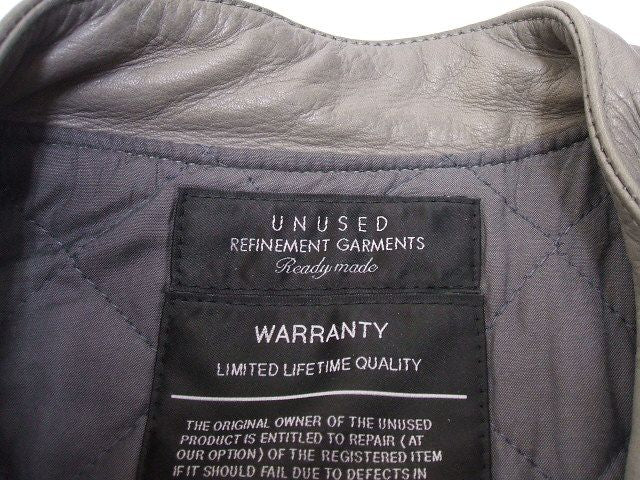 UNUSED
REFINEMENT GARMENTS
Ready made
WARRANTY
LIMITED LIFETIME QUALITY
THE ORIGINAL OWNER OF THE UNUSED
PRODUCT IS ENTITLED TO REPAIR (AT
OUR OPTION) OF THE REGISTERED ITEM
IF IT SHOULD FAIL DUE TO DEFECTS IN